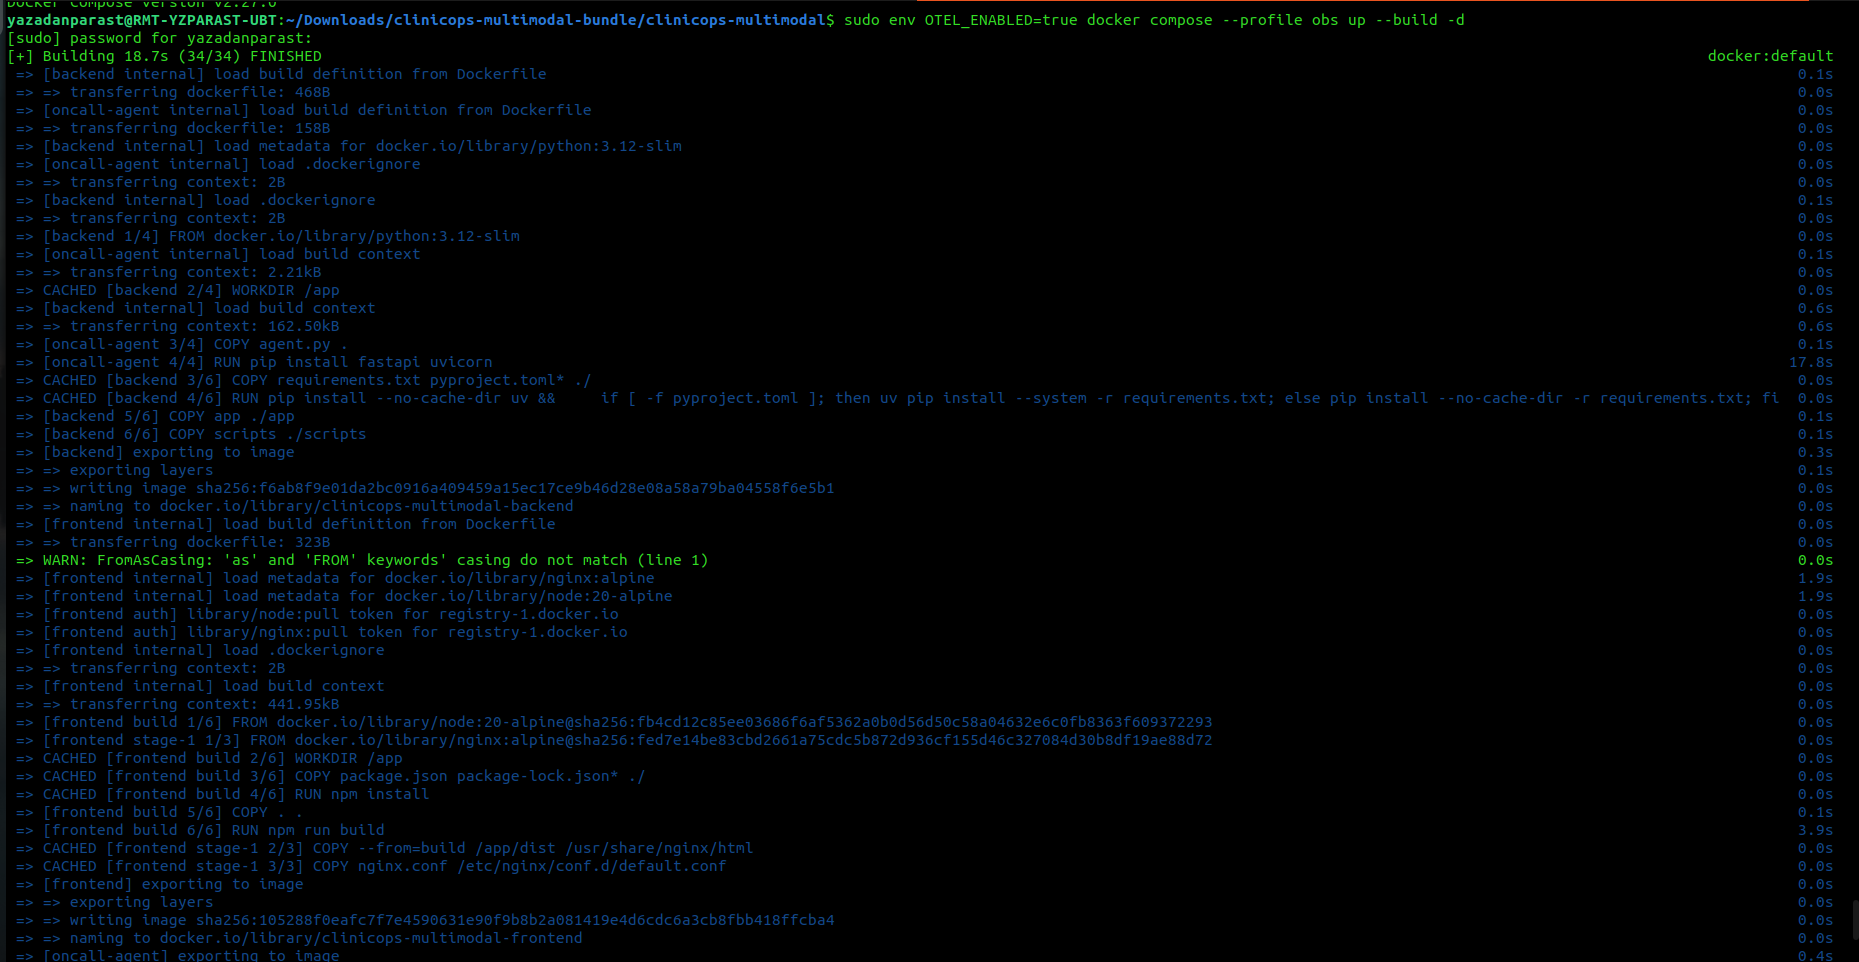 Docker Compose version v2.27.0
yazadanparast@RMT-YZPARAST-UBT:~/Downloads/clinicops-multimodal-bundle/clinicops-multimodal$ sudo env OTEL_ENABLED=true docker compose --profile obs up --build -d
[sudo] password for yazadanparast:
[+] Building 18.7s (34/34) FINISHED docker:default
=> [backend internal] load build definition from Dockerfile 0.1s
=> => transferring dockerfile: 468B 0.0s
=> [oncall-agent internal] load build definition from Dockerfile 0.0s
=> => transferring dockerfile: 158B 0.0s
=> [backend internal] load metadata for docker.io/library/python:3.12-slim 0.0s
=> [oncall-agent internal] load .dockerignore 0.0s
=> => transferring context: 2B 0.0s
=> [backend internal] load .dockerignore 0.1s
=> => transferring context: 2B 0.0s
=> [backend 1/4] FROM docker.io/library/python:3.12-slim 0.0s
=> [oncall-agent internal] load build context 0.1s
=> => transferring context: 2.21kB 0.0s
=> CACHED [backend 2/4] WORKDIR /app 0.0s
=> [backend internal] load build context 0.6s
=> => transferring context: 162.50kB 0.6s
=> [oncall-agent 3/4] COPY agent.py . 0.1s
=> [oncall-agent 4/4] RUN pip install fastapi uvicorn 17.8s
=> CACHED [backend 3/6] COPY requirements.txt pyproject.toml* ./ 0.0s
=> CACHED [backend 4/6] RUN pip install --no-cache-dir uv &&     if [ -f pyproject.toml ]; then uv pip install --system -r requirements.txt; else pip install --no-cache-dir -r requirements.txt; fi 0.0s
=> [backend 5/6] COPY app ./app 0.1s
=> [backend 6/6] COPY scripts ./scripts 0.1s
=> [backend] exporting to image 0.3s
=> => exporting layers 0.1s
=> => writing image sha256:f6ab8f9e01da2bc0916a409459a15ec17ce9b46d28e08a58a79ba04558f6e5b1 0.0s
=> => naming to docker.io/library/clinicops-multimodal-backend 0.0s
=> [frontend internal] load build definition from Dockerfile 0.0s
=> => transferring dockerfile: 323B 0.0s
=> WARN: FromAsCasing: 'as' and 'FROM' keywords' casing do not match (line 1) 0.0s
=> [frontend internal] load metadata for docker.io/library/nginx:alpine 1.9s
=> [frontend internal] load metadata for docker.io/library/node:20-alpine 1.9s
=> [frontend auth] library/node:pull token for registry-1.docker.io 0.0s
=> [frontend auth] library/nginx:pull token for registry-1.docker.io 0.0s
=> [frontend internal] load .dockerignore 0.0s
=> => transferring context: 2B 0.0s
=> [frontend internal] load build context 0.0s
=> => transferring context: 441.95kB 0.0s
=> [frontend build 1/6] FROM docker.io/library/node:20-alpine@sha256:fb4cd12c85ee03686f6af5362a0b0d56d50c58a04632e6c0fb8363f609372293 0.0s
=> [frontend stage-1 1/3] FROM docker.io/library/nginx:alpine@sha256:fed7e14be83cbd2661a75cdc5b872d936cf155d46c327084d30b8df19ae88d72 0.0s
=> CACHED [frontend build 2/6] WORKDIR /app 0.0s
=> CACHED [frontend build 3/6] COPY package.json package-lock.json* ./ 0.0s
=> CACHED [frontend build 4/6] RUN npm install 0.0s
=> [frontend build 5/6] COPY . . 0.1s
=> [frontend build 6/6] RUN npm run build 3.9s
=> CACHED [frontend stage-1 2/3] COPY --from=build /app/dist /usr/share/nginx/html 0.0s
=> CACHED [frontend stage-1 3/3] COPY nginx.conf /etc/nginx/conf.d/default.conf 0.0s
=> [frontend] exporting to image 0.0s
=> => exporting layers 0.0s
=> => writing image sha256:105288f0eafc7f7e4590631e90f9b8b2a081419e4d6cdc6a3cb8fbb418ffcba4 0.0s
=> => naming to docker.io/library/clinicops-multimodal-frontend 0.0s
=> [oncall-agent] exporting to image 0.4s